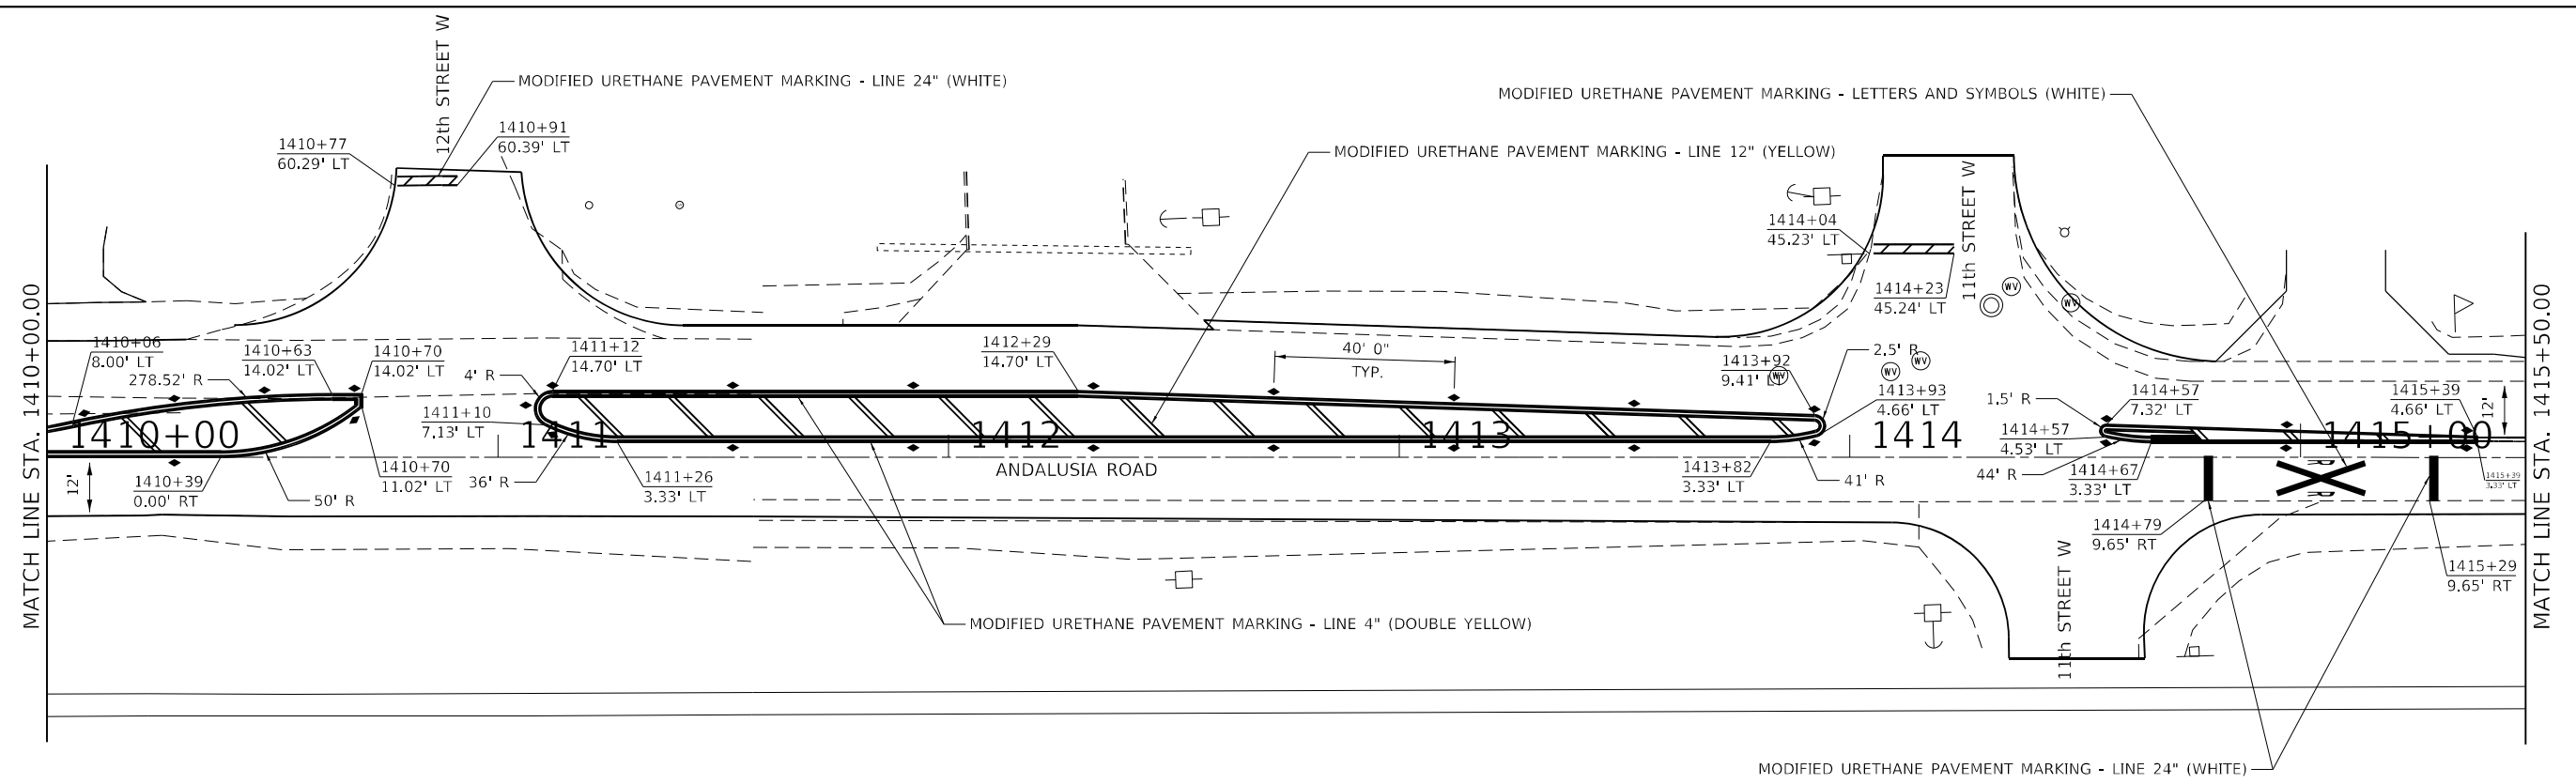 12th STREET W
MODIFIED URETHANE PAVEMENT MARKING - LINE 24" (WHITE)
MODIFIED URETHANE PAVEMENT MARKING - LETTERS AND SYMBOLS (WHITE)
1410+77
60.29' LT
1410+91
60.39' LT
MODIFIED URETHANE PAVEMENT MARKING - LINE 12" (YELLOW)
11th STREET W
1414+04
45.23' LT
1414+23
45.24' LT
WV
WV
MATCH LINE STA. 1410+00.00
MATCH LINE STA. 1415+50.00
1410+06
8.00' LT
278.52' R
1410+63
14.02' LT
1410+70
14.02' LT
4' R
1411+12
14.70' LT
1411+10
7.13' LT
1412+29
14.70' LT
40' 0"
TYP.
1413+92
9.41' LT
WV
2.5' R
WV
WV
1413+93
4.66' LT
1.5' R
1414+57
7.32' LT
1414+57
4.53' LT
1415+39
4.66' LT
12'
1410+00
1411
1412
1413
1414
1415+00
ANDALUSIA ROAD
12'
1410+39
0.00' RT
50' R
1410+70
11.02' LT
36' R
1411+26
3.33' LT
1413+82
3.33' LT
41' R
44' R
1414+67
3.33' LT
R
R
1415+39
3.33' LT
1414+79
9.65' RT
1415+29
9.65' RT
MODIFIED URETHANE PAVEMENT MARKING - LINE 4" (DOUBLE YELLOW)
11th STREET W
MODIFIED URETHANE PAVEMENT MARKING - LINE 24" (WHITE)